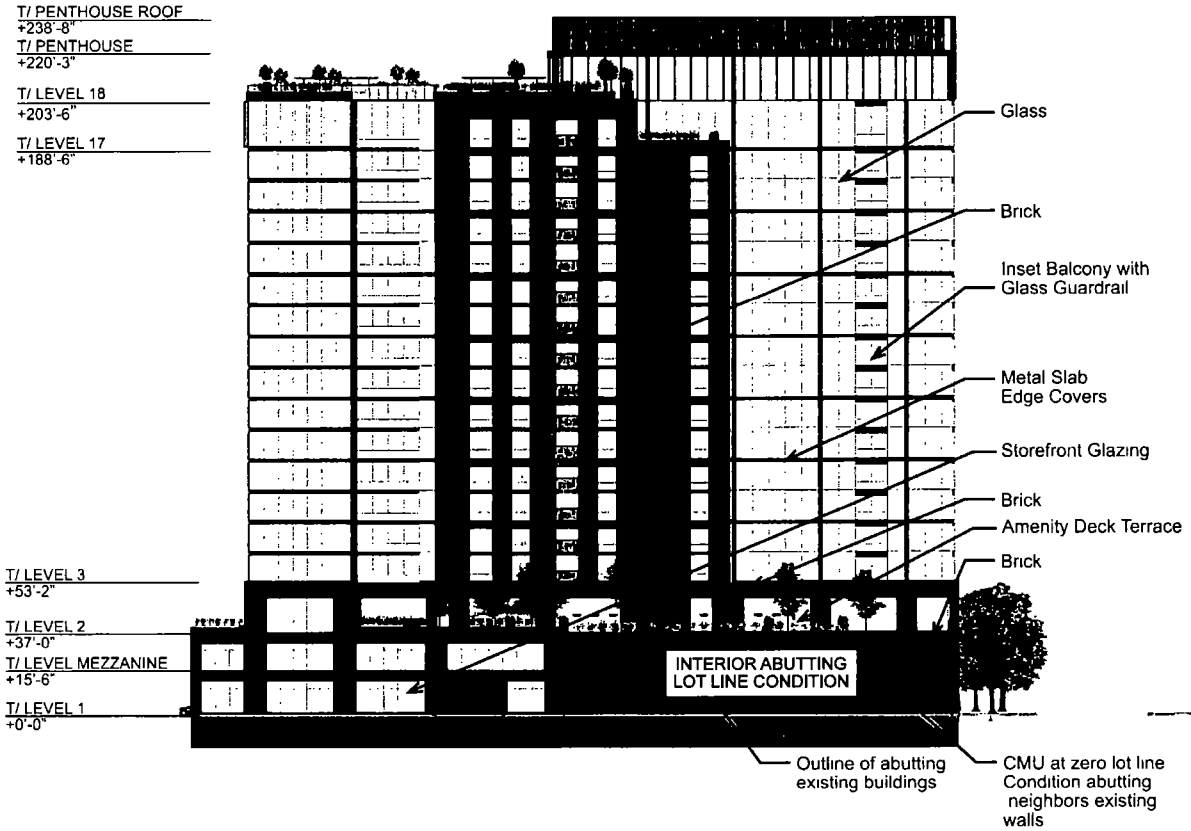 T/ PENTHOUSE ROOF
+238'-8"
T/ PENTHOUSE
+220'-3"
T/ LEVEL 18
+203'-6"
T/ LEVEL 17
+188'-6"
T/ LEVEL 3
+53'-2"
T/ LEVEL 2
+37'-0"
T/ LEVEL MEZZANINE
+15'-6"
T/ LEVEL 1
+0'-0"
Glass
Brick
Inset Balcony with
Glass Guardrail
Metal Slab
Edge Covers
Storefront Glazing
Brick
Amenity Deck Terrace
Brick
INTERIOR ABUTTING
LOT LINE CONDITION
Outline of abutting
existing buildings
CMU at zero lot line
Condition abutting
neighbors existing
walls